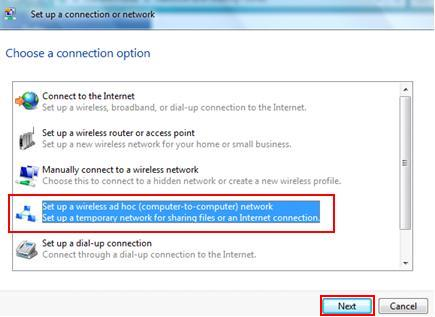 Set up a connection or network
Choose a connection option
Connect to the Internet
Set up a wireless, broadband, or dial-up connection to the Internet.
Set up a wireless router or access point
Set up a new wireless network for your home or small business.
Manually connect to a wireless network
Choose this to connect to a hidden network or create a new wireless profile.
Set up a wireless ad hoc (computer-to-computer) network
Set up a temporary network for sharing files or an Internet connection.
Set up a dial-up connection
Connect through a dial-up connection to the Internet.
Next
Cancel